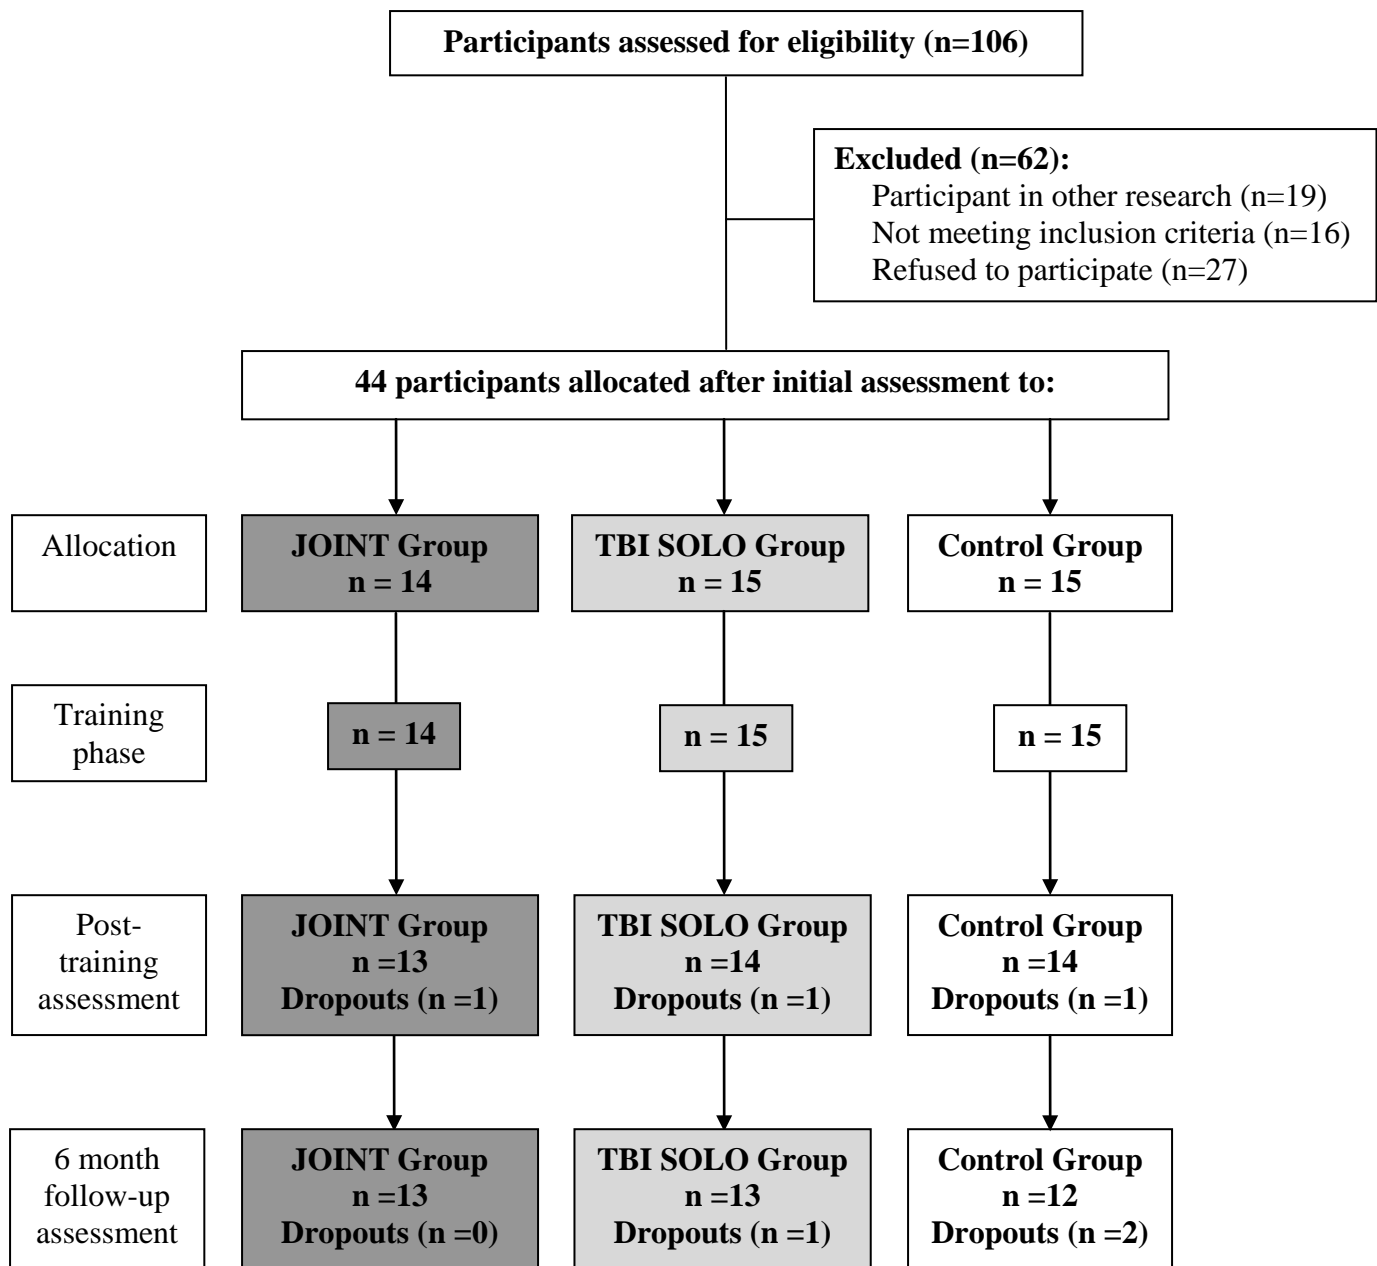 Participants assessed for eligibility (n=106)
Excluded (n=62):
Participant in other research (n=19)
Not meeting inclusion criteria (n=16)
Refused to participate (n=27)
44 participants allocated after initial assessment to:
Allocation
JOINT Group
n = 14
TBI SOLO Group
n = 15
Control Group
n = 15
Training
phase
n = 14
n = 15
n = 15
Post-
training
assessment
JOINT Group
n =13
Dropouts (n =1)
TBI SOLO Group
n =14
Dropouts (n =1)
Control Group
n =14
Dropouts (n =1)
6 month
follow-up
assessment
JOINT Group
n =13
Dropouts (n =0)
TBI SOLO Group
n =13
Dropouts (n =1)
Control Group
n =12
Dropouts (n =2)